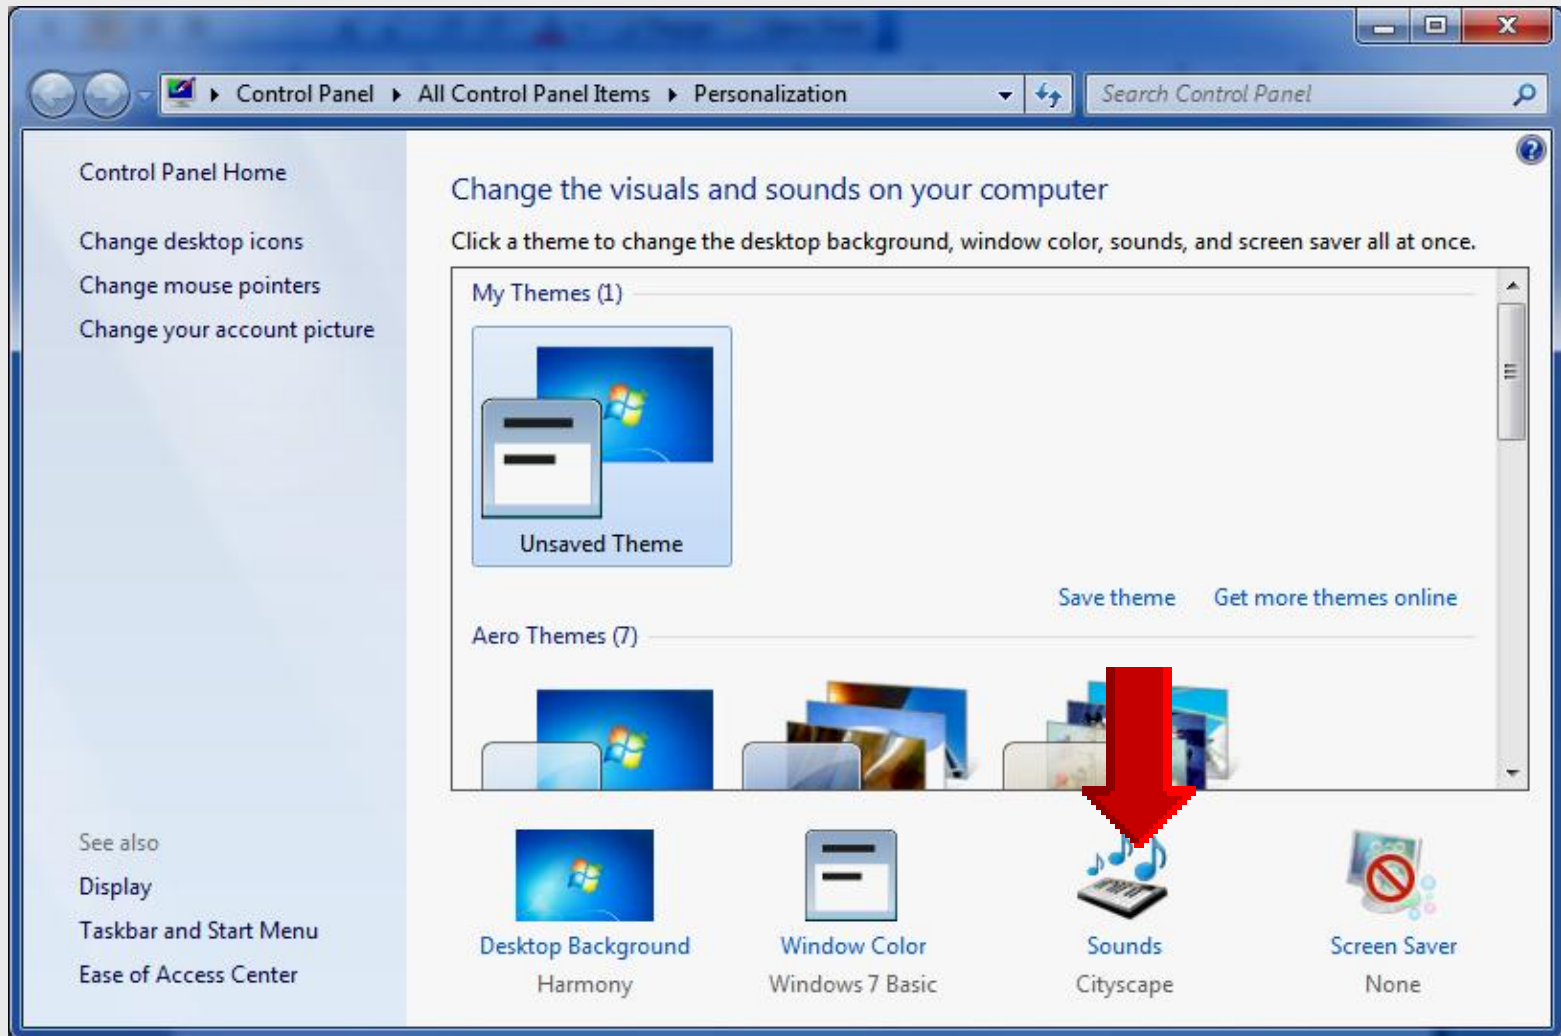 Control Panel ▸ All Control Panel Items ▸ Personalization
Search Control Panel
Control Panel Home
Change desktop icons
Change mouse pointers
Change your account picture
See also
Display
Taskbar and Start Menu
Ease of Access Center
Change the visuals and sounds on your computer
Click a theme to change the desktop background, window color, sounds, and screen saver all at once.
My Themes (1)
Unsaved Theme
Save theme Get more themes online
Aero Themes (7)
Desktop Background Window Color Sounds Screen Saver
Harmony Windows 7 Basic Cityscape None